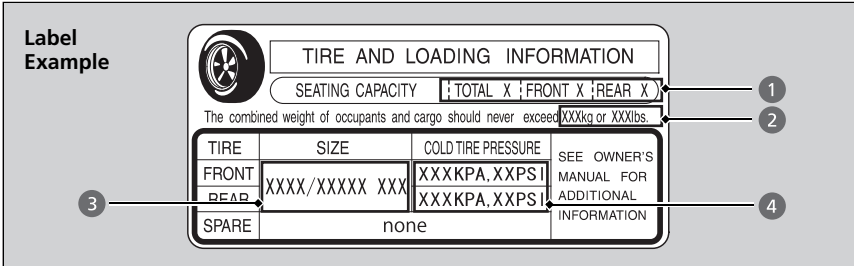 Label
Example
TIRE AND LOADING INFORMATION
SEATING CAPACITY TOTAL X FRONT X REAR X
1
The combined weight of occupants and cargo should never exceed XXXkg or XXXlbs.
2
TIRE SIZE COLD TIRE PRESSURE
SEE OWNER'S
MANUAL FOR
ADDITIONAL
INFORMATION
FRONT XXXX/XXXXX XXX XXXKPA,XXPSI
REAR XXXKPA,XXPSI
3
4
SPARE none